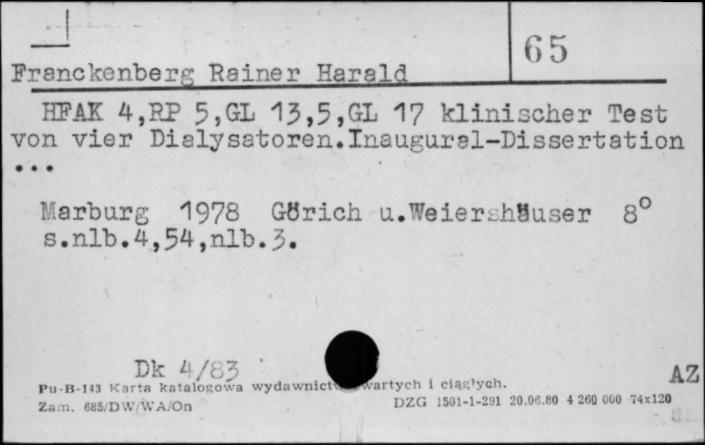 65
Franckenberg Rainer Harald
HFAK 4,RP 5,GL 13,5,GL 17 klinischer Test
von vier Dialysatoren.Inaugural-Dissertation
...
Marburg 1978 Görich u.Weiershäuser 8°
s.nlb.4,54,nlb.3.
Dk 4/83
AZ
Pu-B-143 Karta katalogowa wydawnictw zwartych i ciągłych.
Zam. 685/DW/WA/On
DZG 1501-1-291 20.06.80 4 260 000 74x120